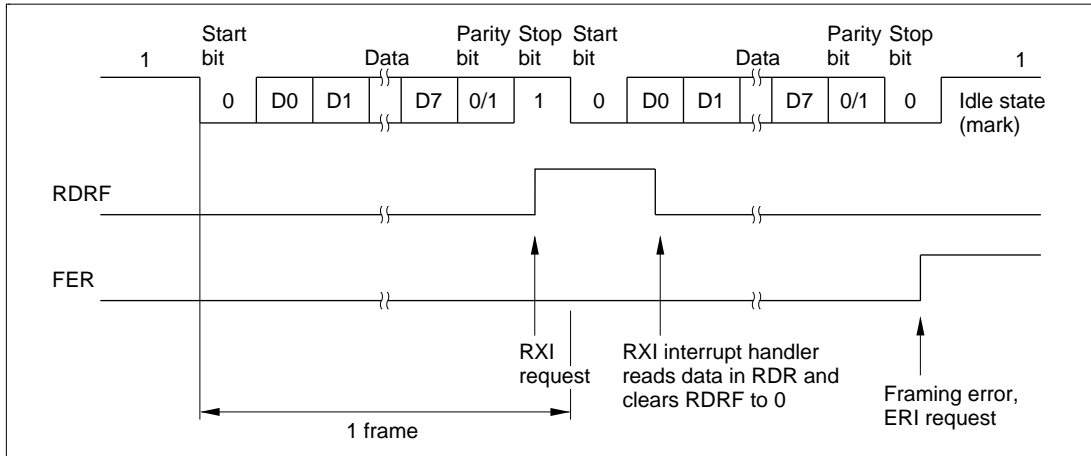 Start bit
Data
Parity bit
Stop bit
Start bit
Data
Parity bit
Stop bit
1
1
0 D0 D1 D7 0/1 1 0 D0 D1 D7 0/1 0
Idle state
(mark)
RDRF
FER
RXI
request
RXI interrupt handler
reads data in RDR and
clears RDRF to 0
Framing error,
ERI request
1 frame